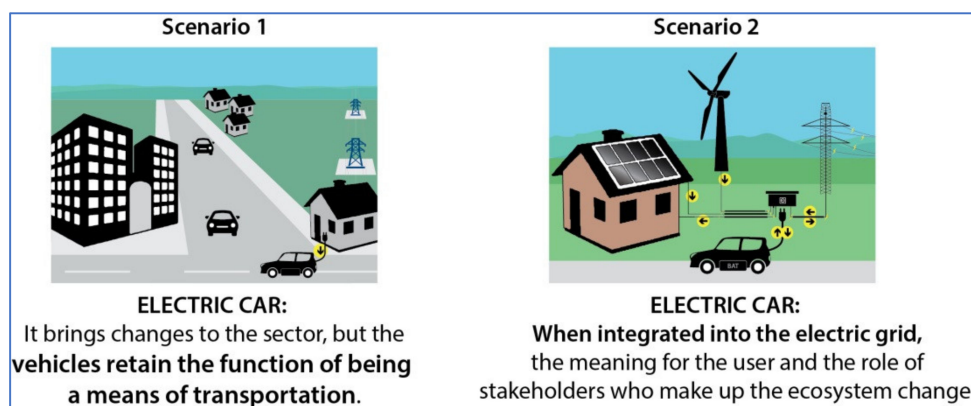 Scenario 1
ELECTRIC CAR:
It brings changes to the sector, but the
vehicles retain the function of being
a means of transportation.
Scenario 2
BAT
ELECTRIC CAR:
When integrated into the electric grid,
the meaning for the user and the role of
stakeholders who make up the ecosystem change